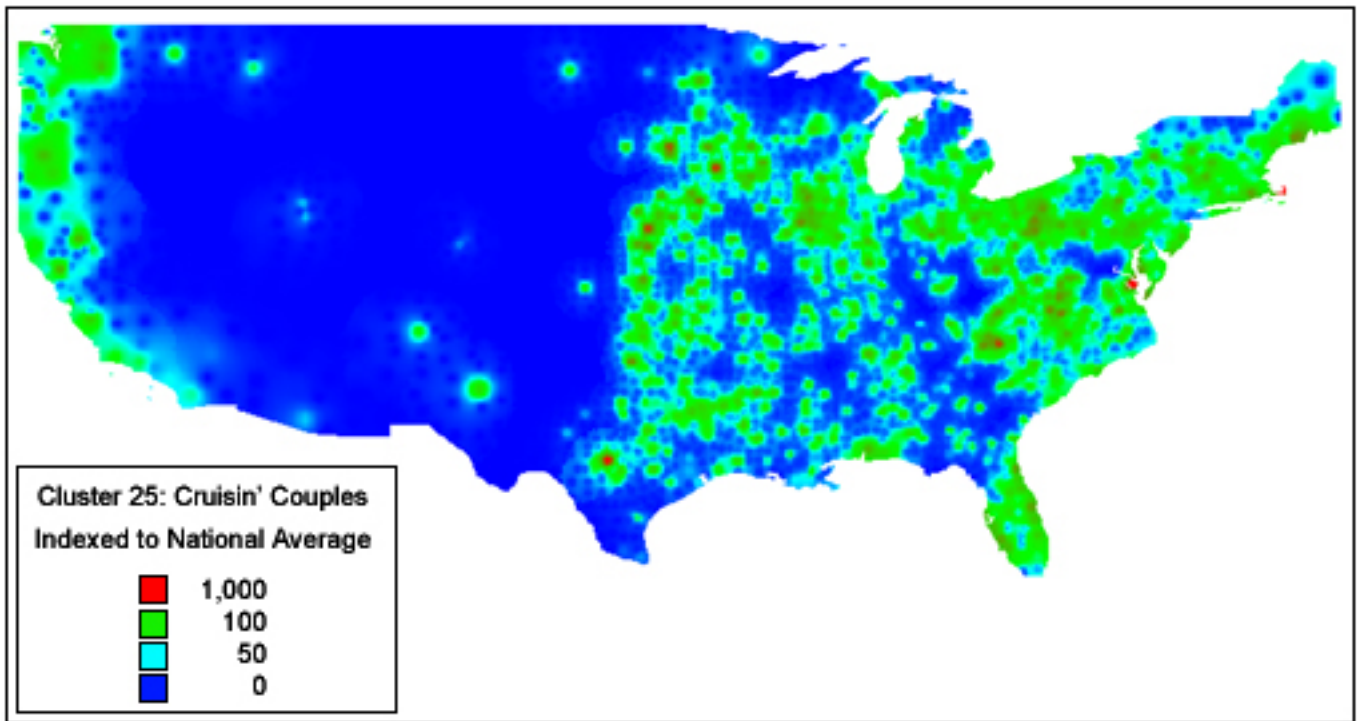 Cluster 25: Cruisin' Couples
Indexed to National Average
1,000
100
50
0